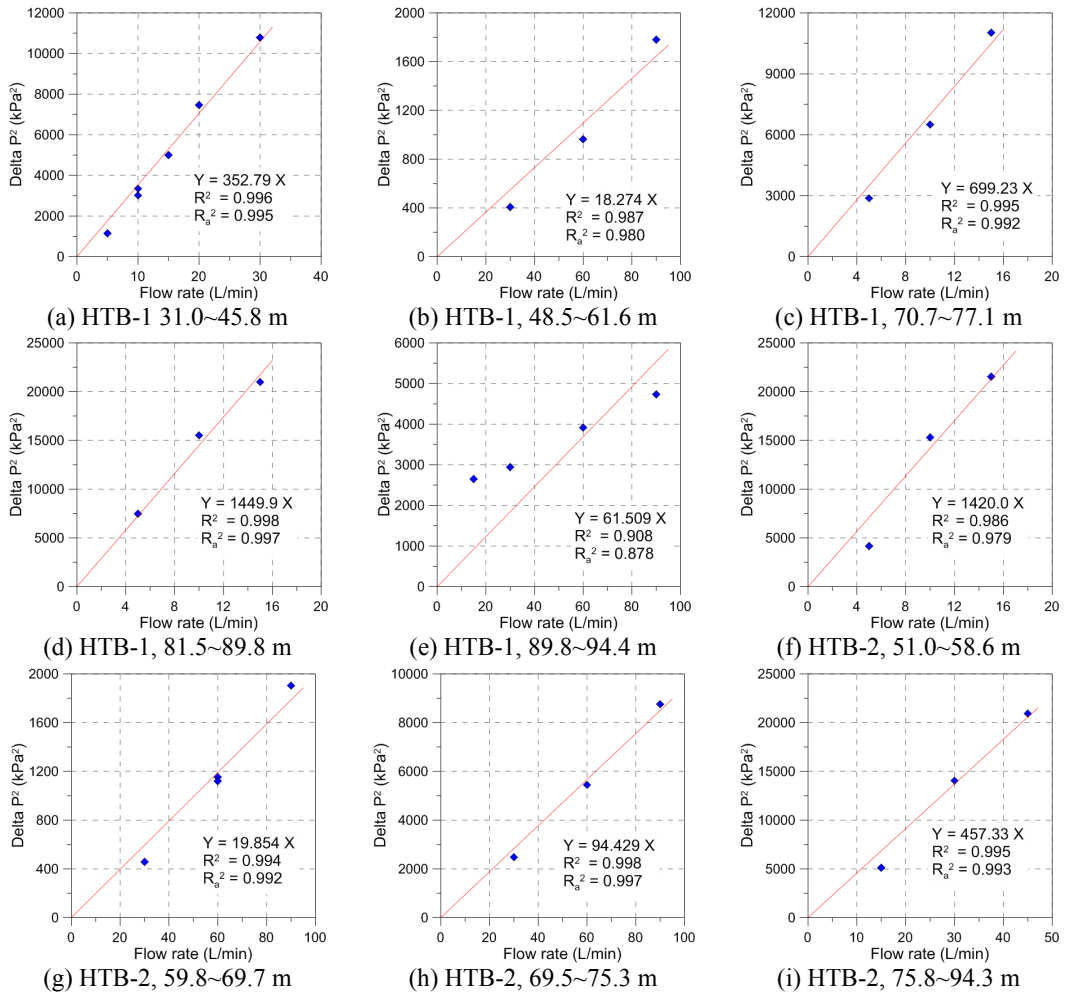 12000
10000
8000
6000
4000
2000
0
Delta P² (kPa²)
Y = 352.79 X
R² = 0.996
Rₐ² = 0.995
0 10 20 30 40
Flow rate (L/min)
(a) HTB-1 31.0~45.8 m
2000
1600
1200
800
400
0
Delta P² (kPa²)
Y = 18.274 X
R² = 0.987
Rₐ² = 0.980
0 20 40 60 80 100
Flow rate (L/min)
(b) HTB-1, 48.5~61.6 m
12000
9000
6000
3000
0
Delta P² (kPa²)
Y = 699.23 X
R² = 0.995
Rₐ² = 0.992
0 4 8 12 16 20
Flow rate (L/min)
(c) HTB-1, 70.7~77.1 m
25000
20000
15000
10000
5000
0
Delta P² (kPa²)
Y = 1449.9 X
R² = 0.998
Rₐ² = 0.997
0 4 8 12 16 20
Flow rate (L/min)
(d) HTB-1, 81.5~89.8 m
6000
5000
4000
3000
2000
1000
0
Delta P² (kPa²)
Y = 61.509 X
R² = 0.908
Rₐ² = 0.878
0 20 40 60 80 100
Flow rate (L/min)
(e) HTB-1, 89.8~94.4 m
25000
20000
15000
10000
5000
0
Delta P² (kPa²)
Y = 1420.0 X
R² = 0.986
Rₐ² = 0.979
0 4 8 12 16 20
Flow rate (L/min)
(f) HTB-2, 51.0~58.6 m
2000
1600
1200
800
400
0
Delta P² (kPa²)
Y = 19.854 X
R² = 0.994
Rₐ² = 0.992
0 20 40 60 80 100
Flow rate (L/min)
(g) HTB-2, 59.8~69.7 m
10000
8000
6000
4000
2000
0
Delta P² (kPa²)
Y = 94.429 X
R² = 0.998
Rₐ² = 0.997
0 20 40 60 80 100
Flow rate (L/min)
(h) HTB-2, 69.5~75.3 m
25000
20000
15000
10000
5000
0
Delta P² (kPa²)
Y = 457.33 X
R² = 0.995
Rₐ² = 0.993
0 10 20 30 40 50
Flow rate (L/min)
(i) HTB-2, 75.8~94.3 m